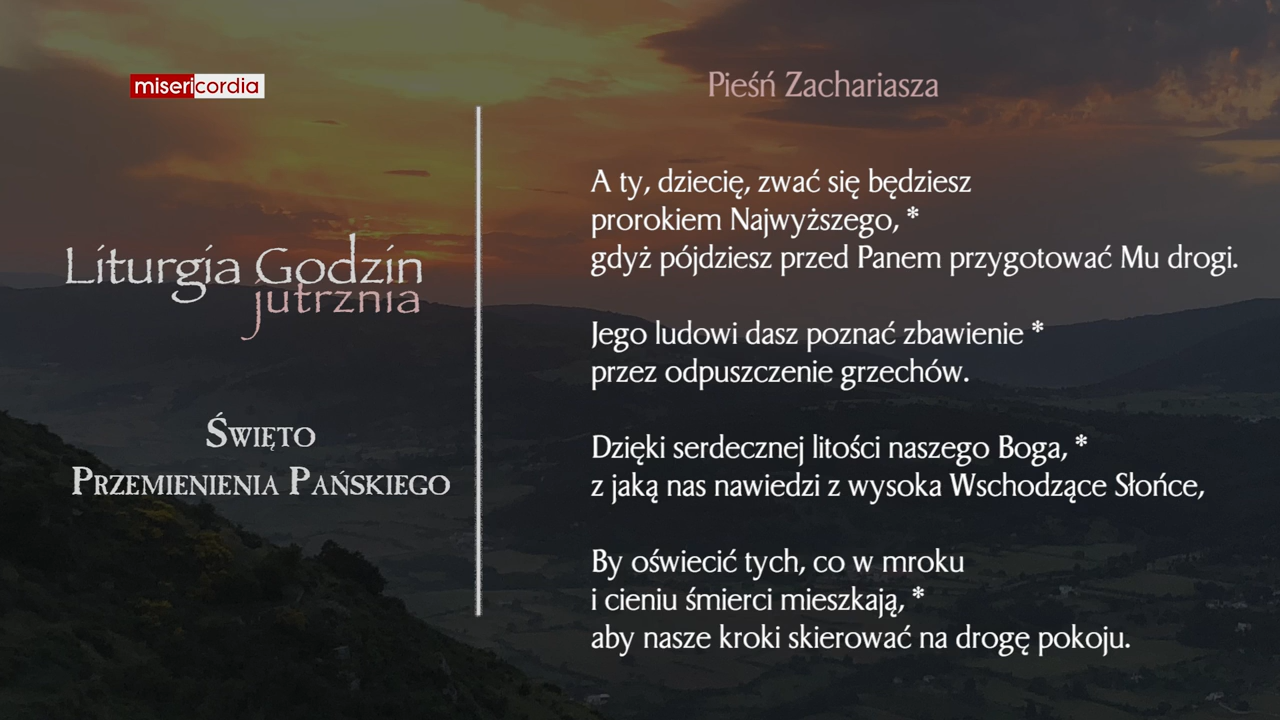 misericordia
Liturgia Godzin
jutrznia
Święto
Przemienienia Pańskiego
Pieśń Zachariasza
A ty, dziecię, zwać się będziesz
prorokiem Najwyższego, *
gdyż pójdziesz przed Panem przygotować Mu drogi.
Jego ludowi dasz poznać zbawienie *
przez odpuszczenie grzechów.
Dzięki serdecznej litości naszego Boga, *
z jaką nas nawiedzi z wysoka Wschodzące Słońce,
By oświecić tych, co w mroku
i cieniu śmierci mieszkają, *
aby nasze kroki skierować na drogę pokoju.